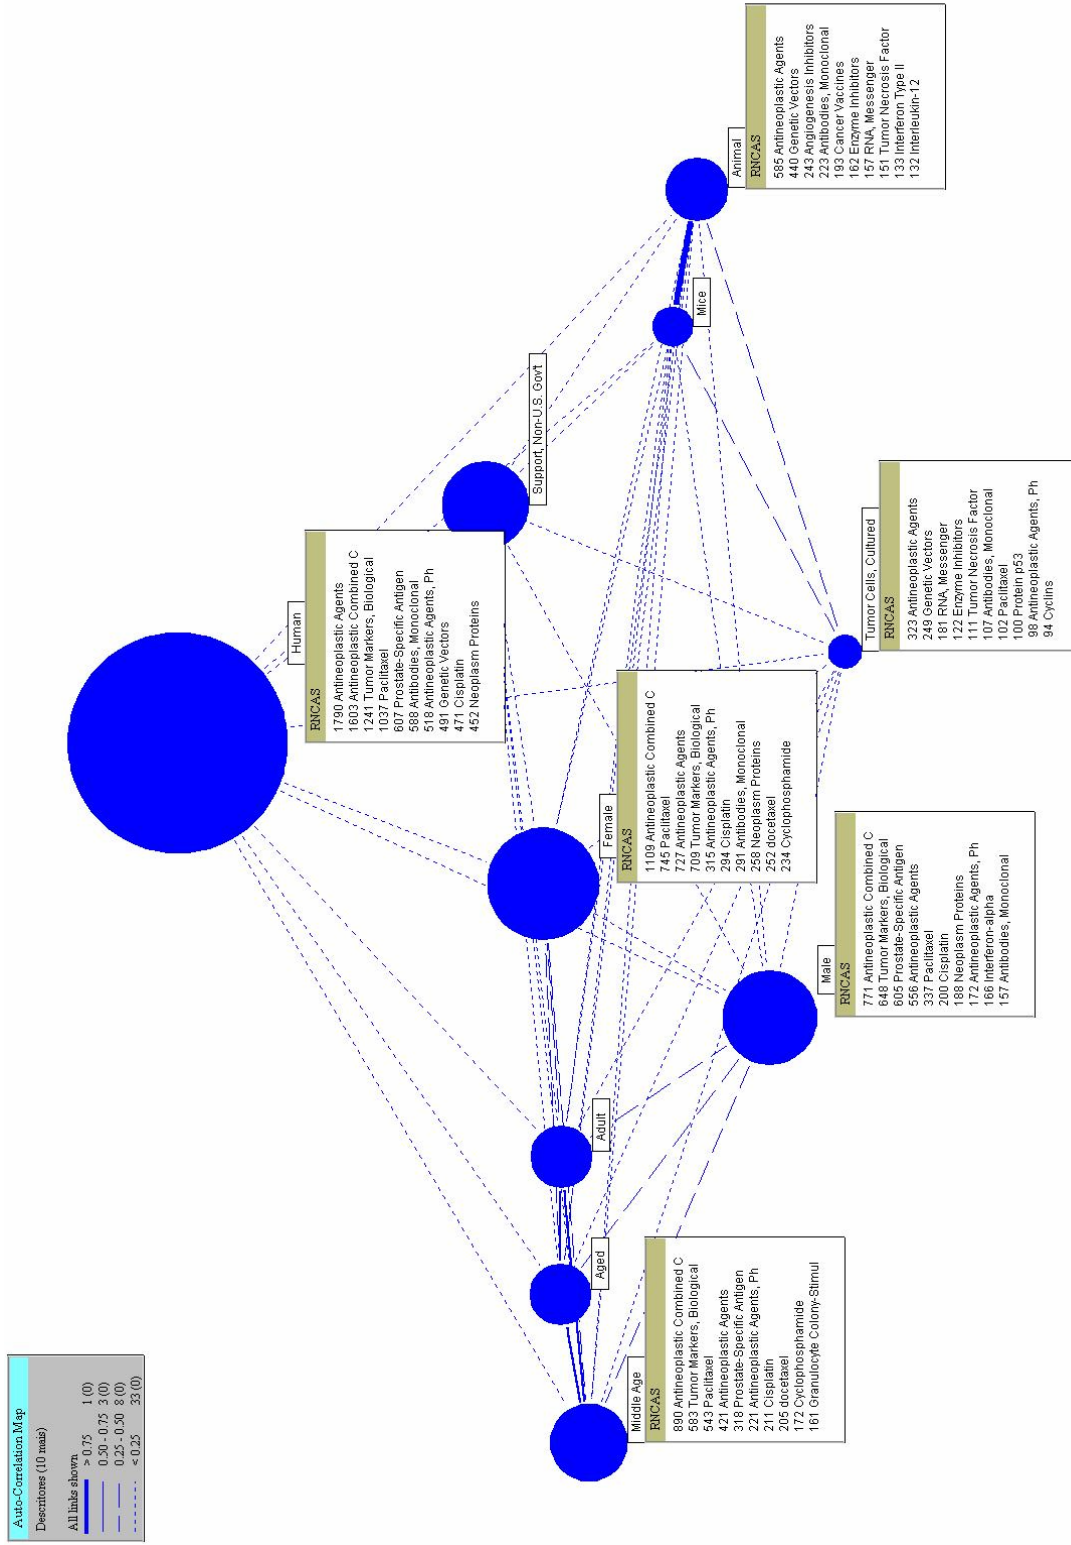 Auto-Correlation Map
Descritores (10 mais)
All links shown
> 0.75 1 (0)
0.50 - 0.75 3 (0)
0.25 - 0.50 8 (0)
< 0.25 33 (0)
Human
RNCAS
1790 Antineoplastic Agents
1603 Antineoplastic Combined C
1241 Tumor Markers, Biological
1037 Paclitaxel
607 Prostate-Specific Antigen
588 Antibodies, Monoclonal
518 Antineoplastic Agents, Ph
491 Genetic Vectors
471 Cisplatin
452 Neoplasm Proteins
Support, Non-U.S. Gov't
Middle Age
RNCAS
890 Antineoplastic Combined C
583 Tumor Markers, Biological
543 Paclitaxel
421 Antineoplastic Agents
318 Prostate-Specific Antigen
221 Antineoplastic Agents, Ph
211 Cisplatin
205 docetaxel
172 Cyclophosphamide
161 Granulocyte Colony-Stimul
Aged
Adult
Female
RNCAS
1109 Antineoplastic Combined C
745 Paclitaxel
727 Antineoplastic Agents
709 Tumor Markers, Biological
315 Antineoplastic Agents, Ph
294 Cisplatin
291 Antibodies, Monoclonal
258 Neoplasm Proteins
252 docetaxel
234 Cyclophosphamide
Mice
Animal
RNCAS
585 Antineoplastic Agents
440 Genetic Vectors
243 Angiogenesis Inhibitors
223 Antibodies, Monoclonal
193 Cancer Vaccines
162 Enzyme Inhibitors
157 RNA, Messenger
151 Tumor Necrosis Factor
133 Interferon Type II
132 Interleukin-12
Male
RNCAS
771 Antineoplastic Combined C
648 Tumor Markers, Biological
605 Prostate-Specific Antigen
556 Antineoplastic Agents
337 Paclitaxel
200 Cisplatin
188 Neoplasm Proteins
172 Antineoplastic Agents, Ph
166 Interferon-alpha
157 Antibodies, Monoclonal
Tumor Cells, Cultured
RNCAS
323 Antineoplastic Agents
249 Genetic Vectors
181 RNA, Messenger
122 Enzyme Inhibitors
111 Tumor Necrosis Factor
107 Antibodies, Monoclonal
102 Paclitaxel
100 Protein p53
98 Antineoplastic Agents, Ph
94 Cyclins